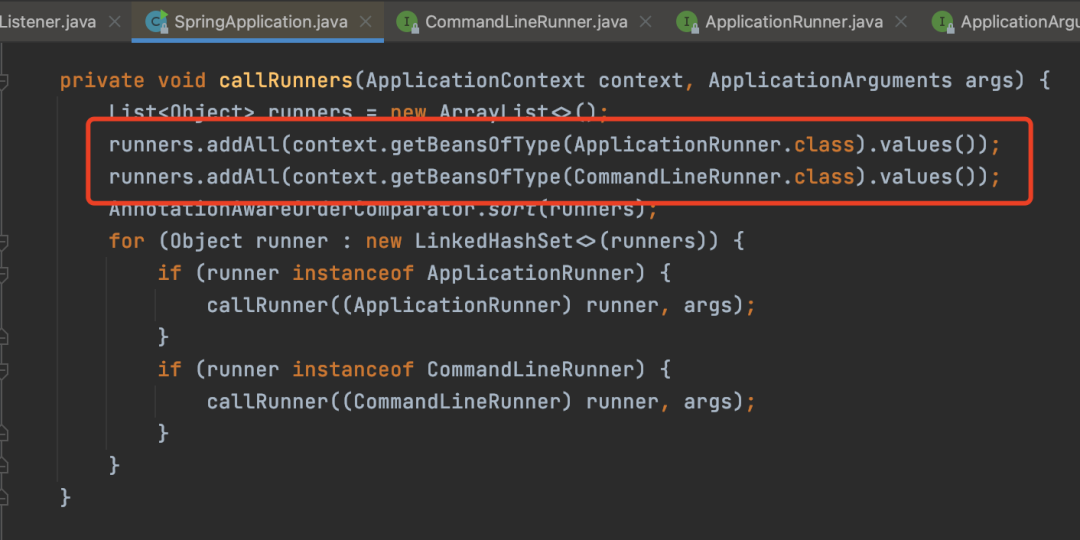 Listener.java SpringApplication.java CommandLineRunner.java ApplicationRunner.java ApplicationArgu
private void callRunners(ApplicationContext context, ApplicationArguments args) {
List<Object> runners = new ArrayList<>();
runners.addAll(context.getBeansOfType(ApplicationRunner.class).values());
runners.addAll(context.getBeansOfType(CommandLineRunner.class).values());
AnnotationAwareOrderComparator.sort(runners);
for (Object runner : new LinkedHashSet<>(runners)) {
if (runner instanceof ApplicationRunner) {
callRunner((ApplicationRunner) runner, args);
}
if (runner instanceof CommandLineRunner) {
callRunner((CommandLineRunner) runner, args);
}
}
}